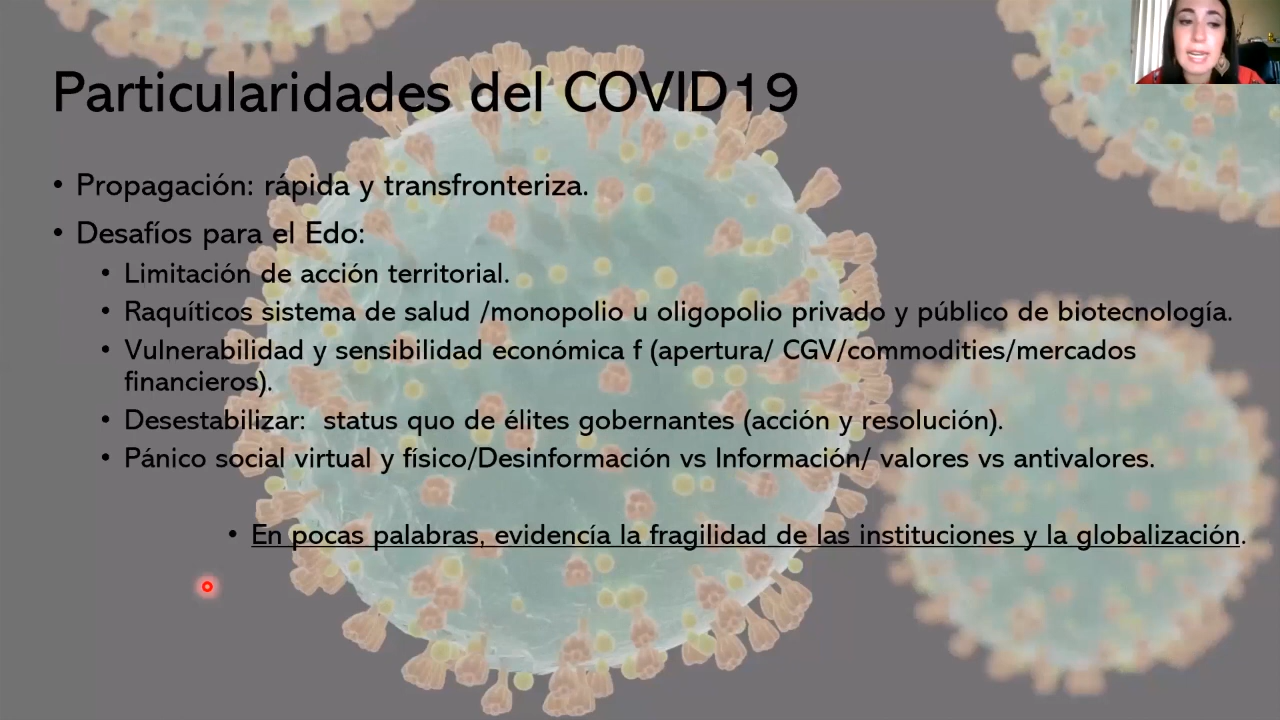 Particularidades del COVID19
• Propagación: rápida y transfronteriza.
• Desafíos para el Edo:
• Limitación de acción territorial.
• Raquíticos sistema de salud /monopolio u oligopolio privado y público de biotecnología.
• Vulnerabilidad y sensibilidad económica f (apertura/ CGV/commodities/mercados
financieros).
• Desestabilizar:  status quo de élites gobernantes (acción y resolución).
• Pánico social virtual y físico/Desinformación vs Información/ valores vs antivalores.
• En pocas palabras, evidencía la fragilidad de las instituciones y la globalización.